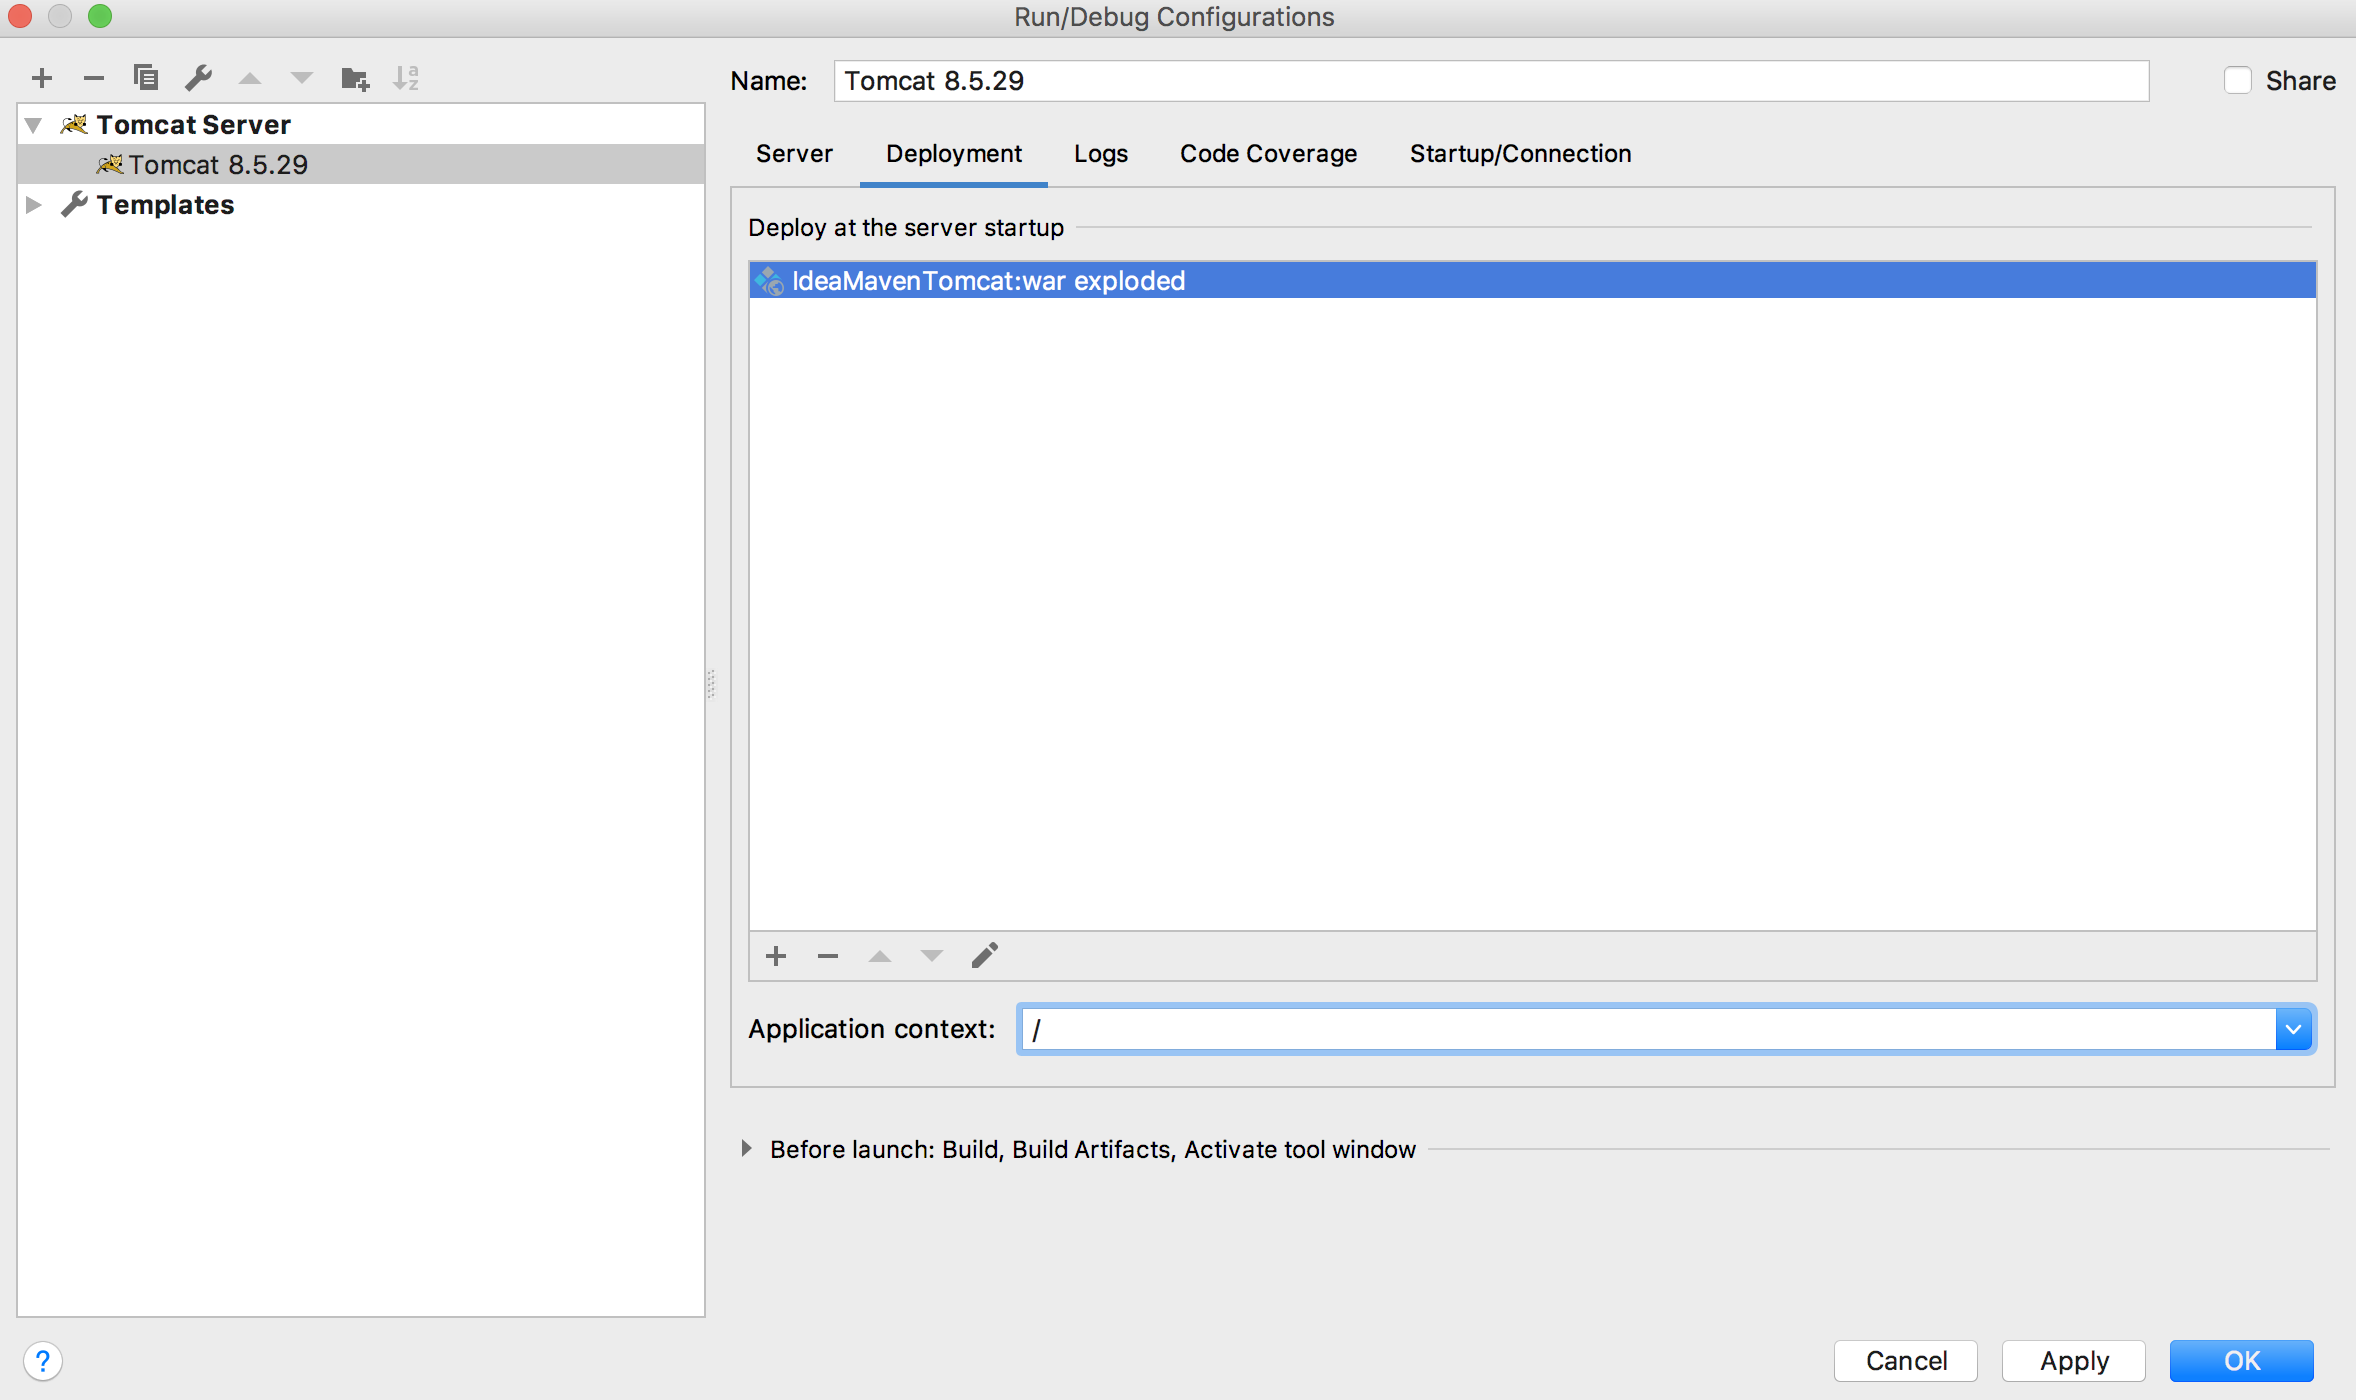 Run/Debug Configurations
Name: Tomcat 8.5.29 Share
Tomcat Server
Tomcat 8.5.29
Templates
Server Deployment Logs Code Coverage Startup/Connection
Deploy at the server startup
IdeaMavenTomcat:war exploded
Application context: /
Before launch: Build, Build Artifacts, Activate tool window
? Cancel Apply OK